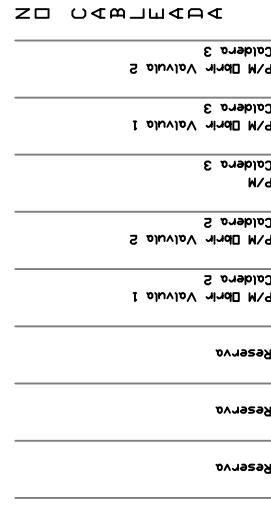 Reserva
Reserva
Reserva
P/M Obrir Valvula 1
Caldera 2
P/M Obrir Valvula 2
Caldera 2
P/M
Caldera 3
P/M Obrir Valvula 1
Caldera 3
P/M Obrir Valvula 2
Caldera 3
NO CABLEADA